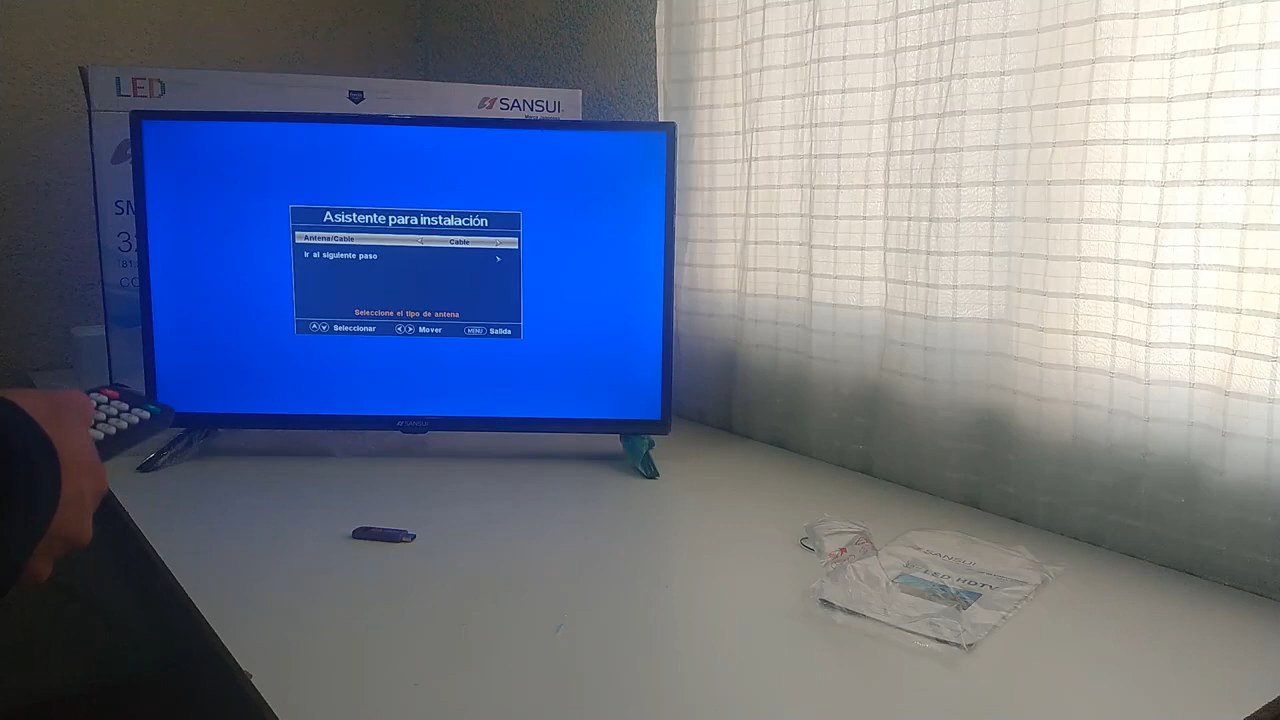 LED
SANSUI
SM
Asistente para instalación
Antena/Cable Cable
Ir al siguiente paso
Seleccione el tipo de antena
Seleccionar Mover MENU Salida
SANSUI
SANSUI
LED HDTV